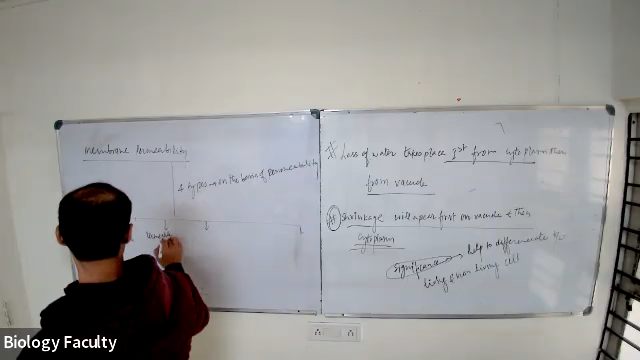 Membrane Permeability
4 types → on the basis of Permeability
* Loss of water takes place 1st from cytoplasm then
from vacuole
* Shrinkage will appear first on vacuole & then
cytoplasm
significance → help to differentiate b/w
living & non living cell
Biology Faculty